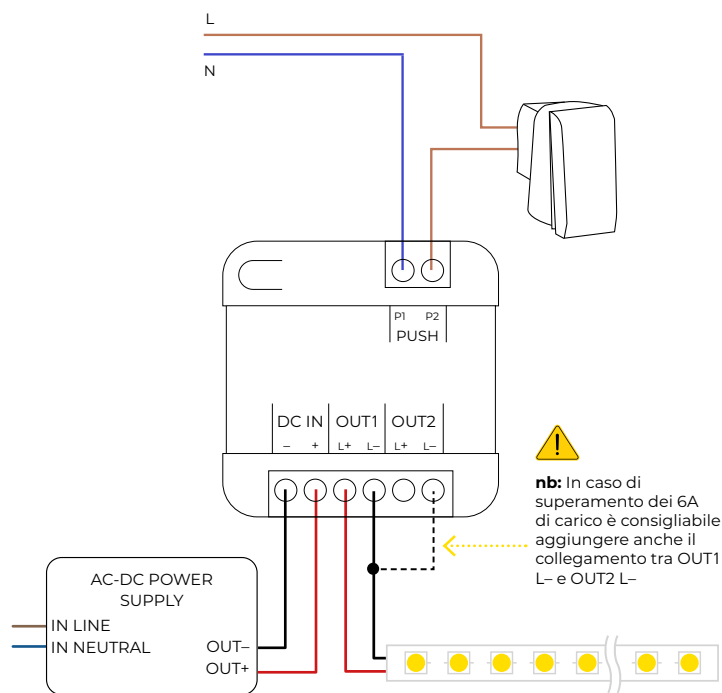 L
N
P1 P2
PUSH
DC IN OUT1 OUT2
– + L+ L– L+ L–
nb: In caso di
superamento dei 6A
di carico è consigliabile
aggiungere anche il
collegamento tra OUT1
L– e OUT2 L–
AC-DC POWER
SUPPLY
IN LINE
IN NEUTRAL
OUT–
OUT+